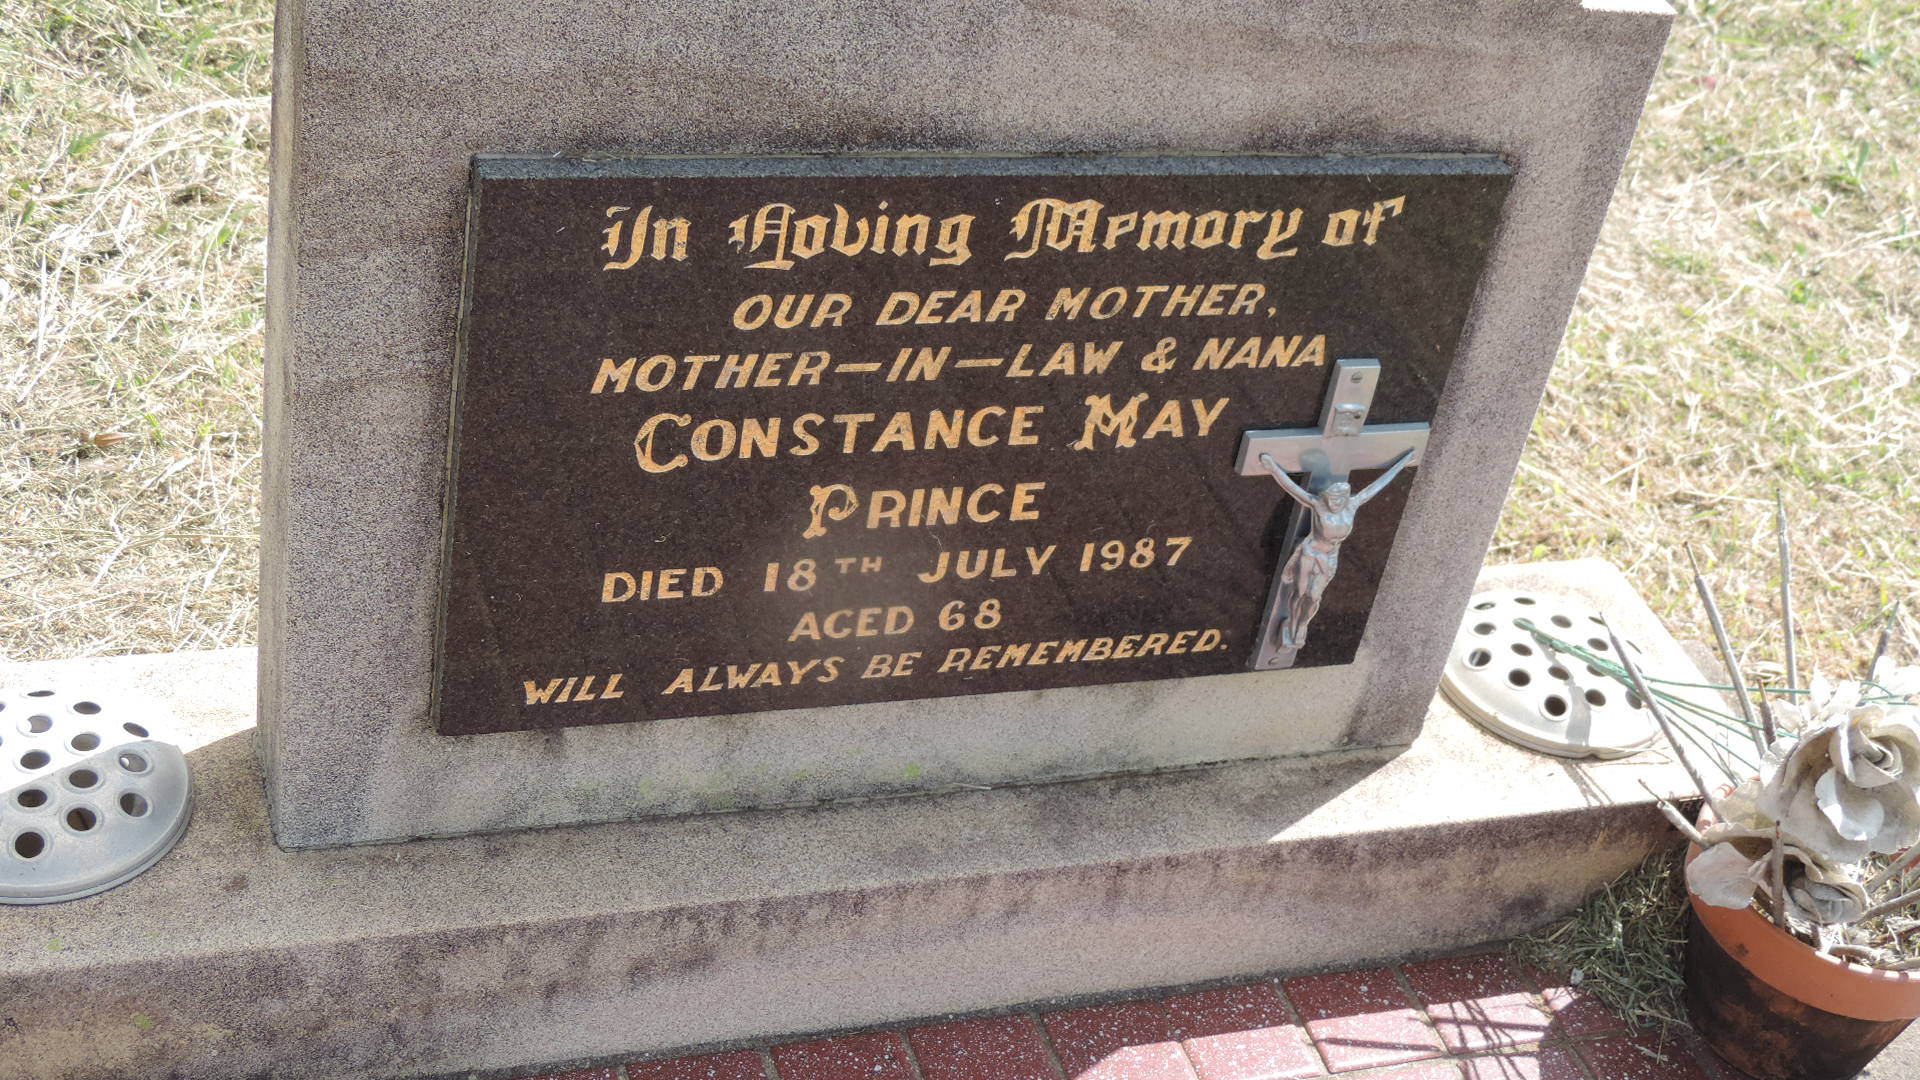 In Loving Memory of
OUR DEAR MOTHER,
MOTHER-IN-LAW & NANA
CONSTANCE MAY
PRINCE
DIED 18TH JULY 1987
AGED 68
WILL ALWAYS BE REMEMBERED.